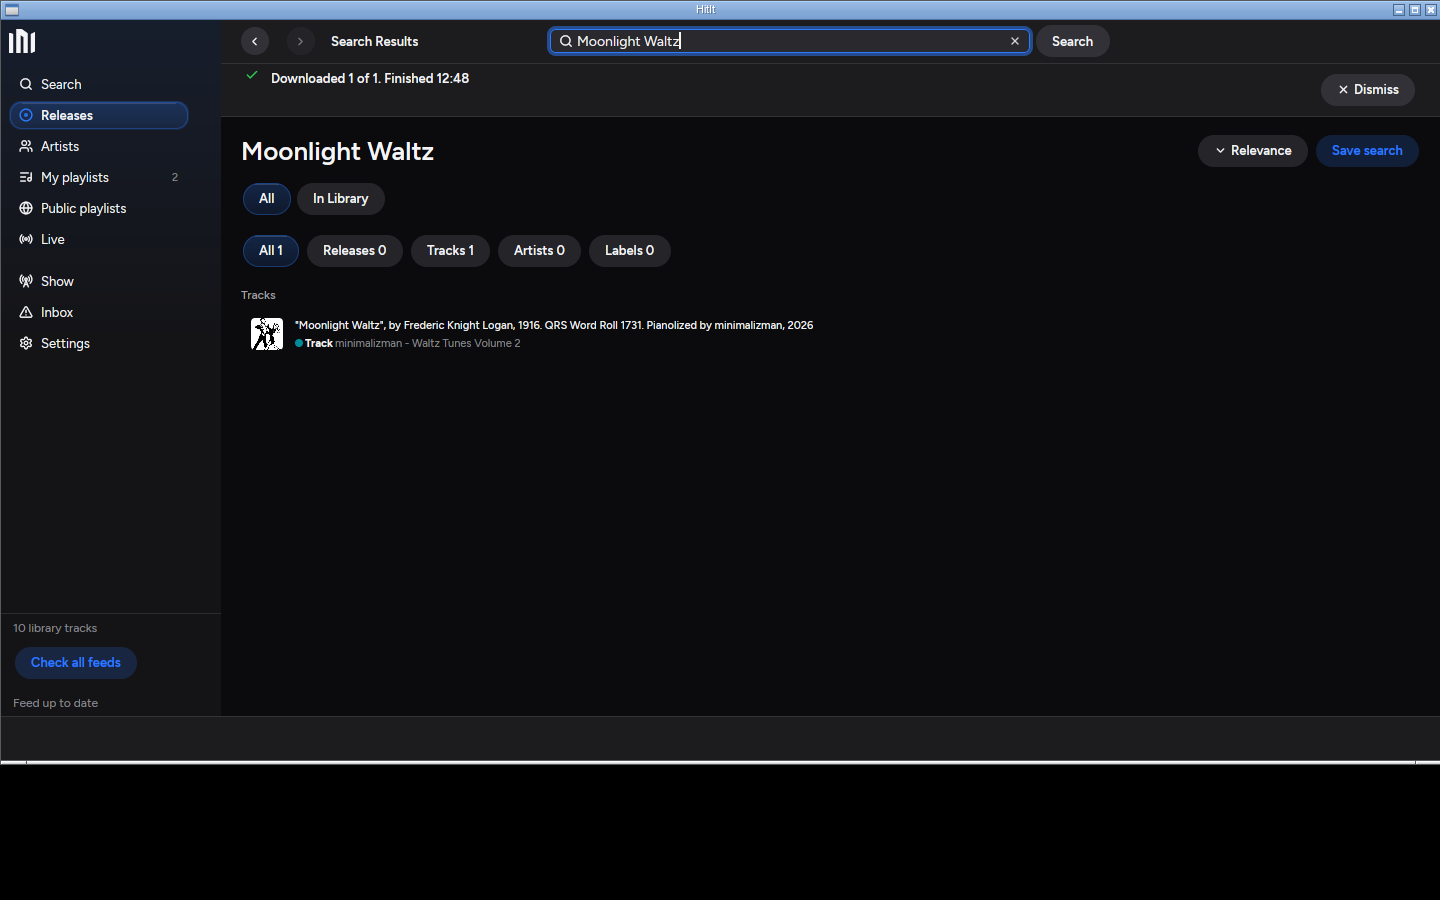 HitIt
Search Results
Moonlight Waltz
Search
Downloaded 1 of 1. Finished 12:48
Dismiss
Search
Releases
Artists
My playlists 2
Public playlists
Live
Show
Inbox
Settings
10 library tracks
Check all feeds
Feed up to date
Moonlight Waltz
Relevance
Save search
All
In Library
All 1
Releases 0
Tracks 1
Artists 0
Labels 0
Tracks
"Moonlight Waltz", by Frederic Knight Logan, 1916. QRS Word Roll 1731. Pianolized by minimalizman, 2026
Track minimalizman - Waltz Tunes Volume 2